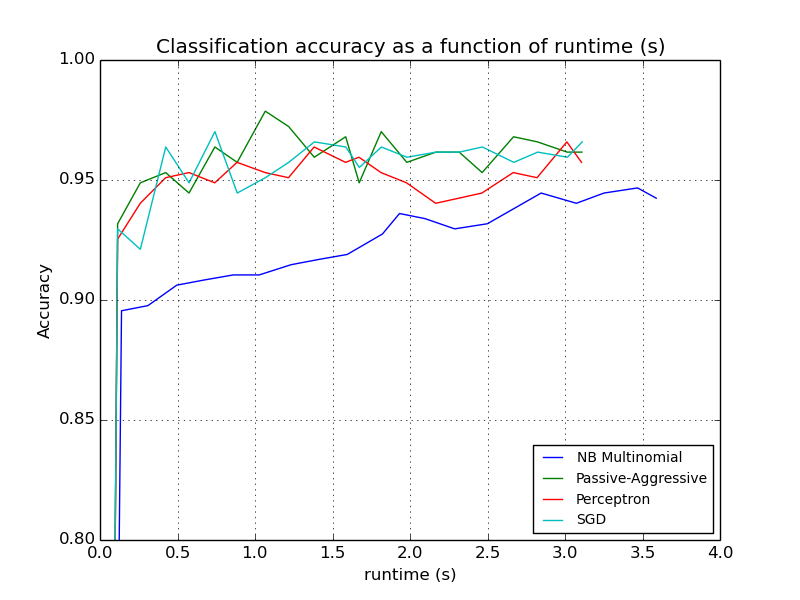 Classification accuracy as a function of runtime (s)
1.00
0.95
0.90
0.85
0.80
Accuracy
NB Multinomial
Passive-Aggressive
Perceptron
SGD
0.0 0.5 1.0 1.5 2.0 2.5 3.0 3.5 4.0
runtime (s)